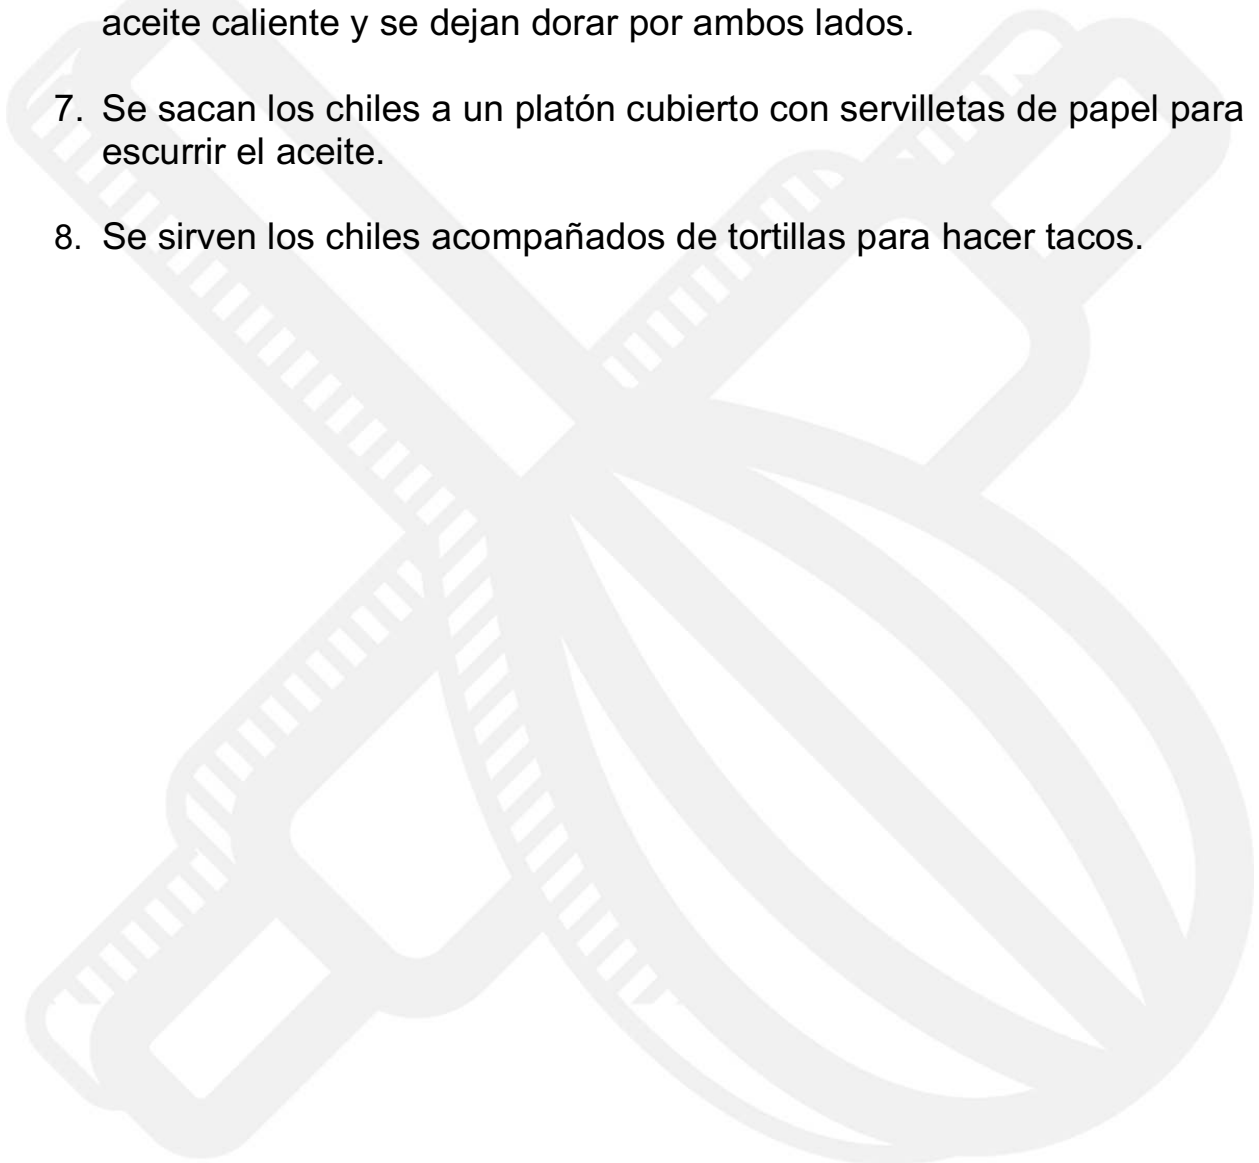 aceite caliente y se dejan dorar por ambos lados.
7. Se sacan los chiles a un platón cubierto con servilletas de papel para
escurrir el aceite.
8. Se sirven los chiles acompañados de tortillas para hacer tacos.